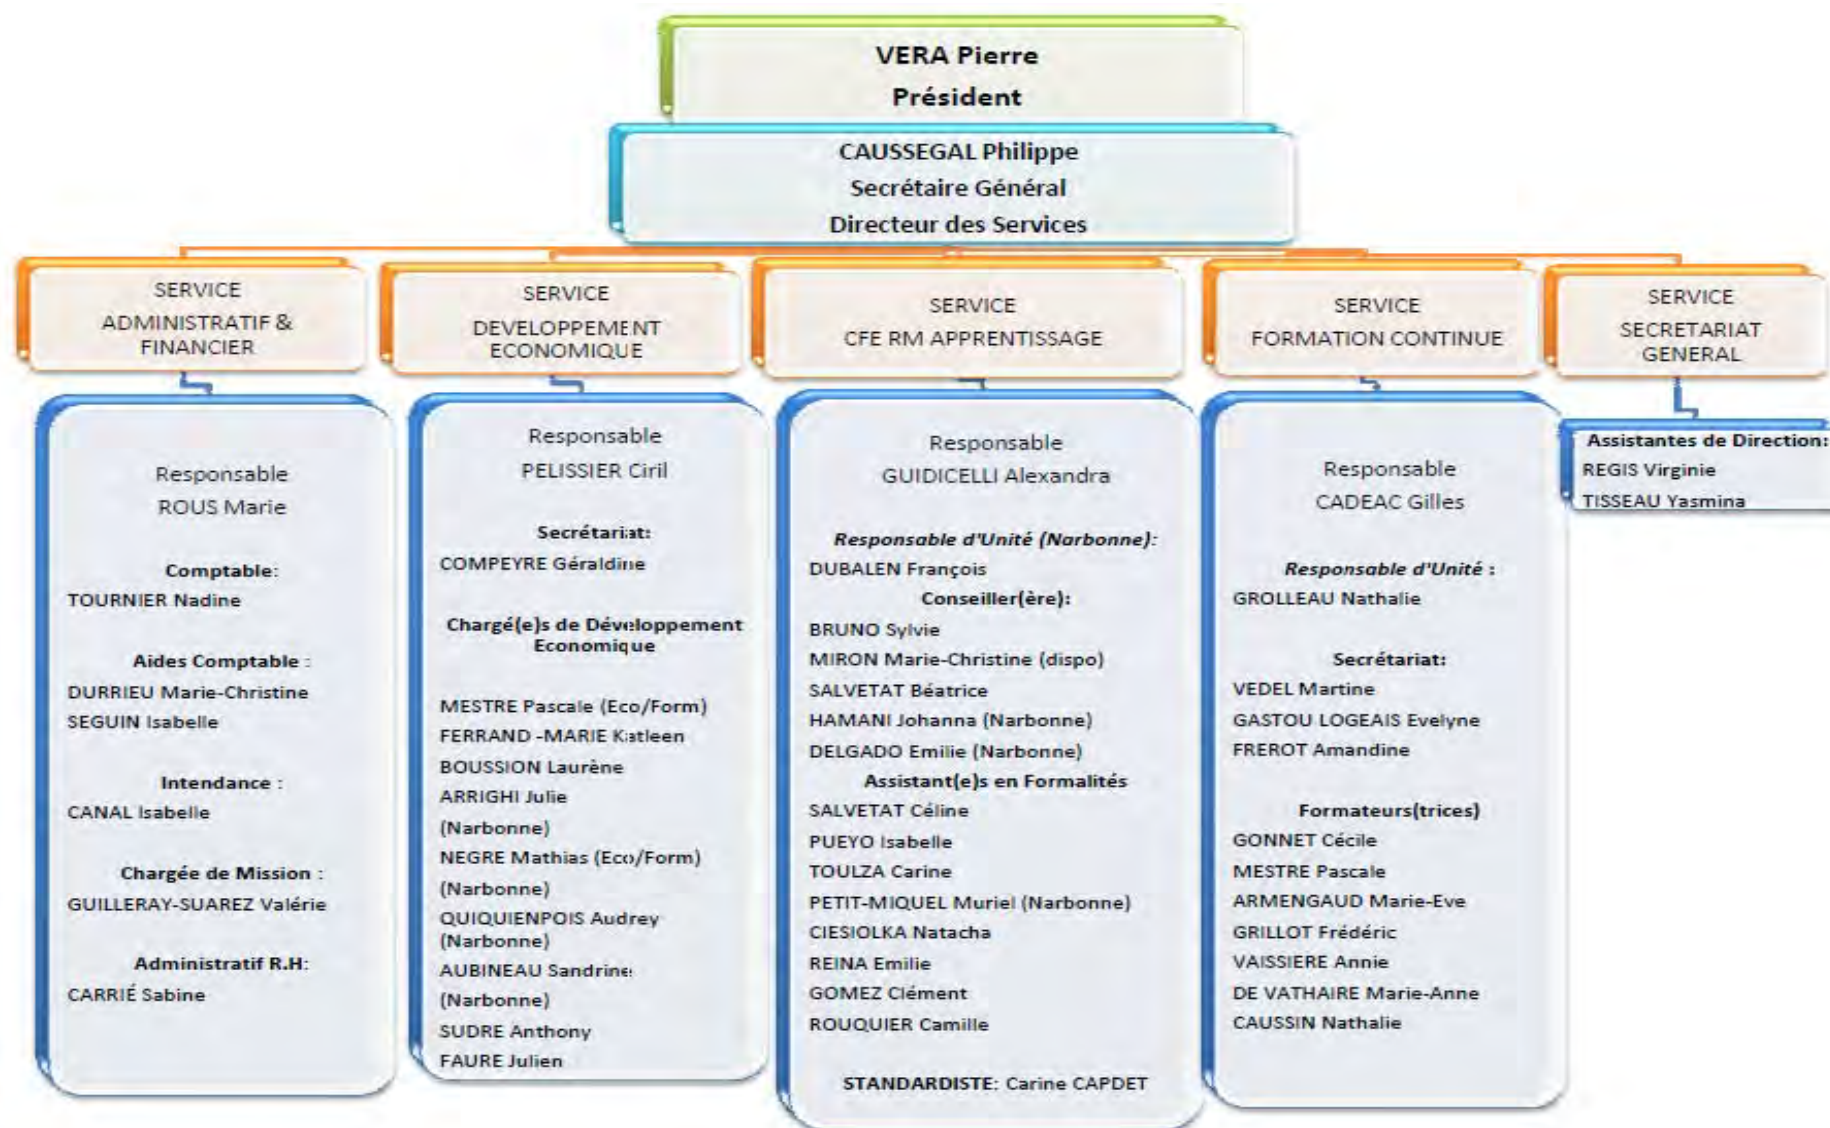 VERA Pierre
Président
CAUSSEGAL Philippe
Secrétaire Général
Directeur des Services
SERVICE
ADMINISTRATIF &
FINANCIER
SERVICE
DEVELOPPEMENT
ECONOMIQUE
SERVICE
CFE RM APPRENTISSAGE
SERVICE
FORMATION CONTINUE
SERVICE
SECRETARIAT
GENERAL
Responsable
ROUS Marie
Comptable:
TOURNIER Nadine
Aides Comptable :
DURRIEU Marie-Christine
SEGUIN Isabelle
Intendance :
CANAL Isabelle
Chargée de Mission :
GUILLERAY-SUAREZ Valérie
Administratif R.H:
CARRIÉ Sabine
Responsable
PELISSIER Ciril
Secrétariat:
COMPEYRE Géraldine
Chargé(e)s de Développement
Economique
MESTRE Pascale (Eco/Form)
FERRAND -MARIE Katleen
BOUSSION Laurène
ARRIGHI Julie
(Narbonne)
NEGRE Mathias (Eco/Form)
(Narbonne)
QUIQUIENPOIS Audrey
(Narbonne)
AUBINEAU Sandrine
(Narbonne)
SUDRE Anthony
FAURE Julien
Responsable
GUIDICELLI Alexandra
Responsable d'Unité (Narbonne):
DUBALEN François
Conseiller(ère):
BRUNO Sylvie
MIRON Marie-Christine (dispo)
SALVETAT Béatrice
HAMANI Johanna (Narbonne)
DELGADO Emilie (Narbonne)
Assistant(e)s en Formalités
SALVETAT Céline
PUEYO Isabelle
TOULZA Carine
PETIT-MIQUEL Muriel (Narbonne)
CIESIOLKA Natacha
REINA Emilie
GOMEZ Clément
ROUQUIER Camille
STANDARDISTE: Carine CAPDET
Responsable
CADEAC Gilles
Responsable d'Unité :
GROLLEAU Nathalie
Secrétariat:
VEDEL Martine
GASTOU LOGEAIS Evelyne
FREROT Amandine
Formateurs(trices)
GONNET Cécile
MESTRE Pascale
ARMENGAUD Marie-Eve
GRILLOT Frédéric
VAISSIERE Annie
DE VATHAIRE Marie-Anne
CAUSSIN Nathalie
Assistantes de Direction:
REGIS Virginie
TISSEAU Yasmina